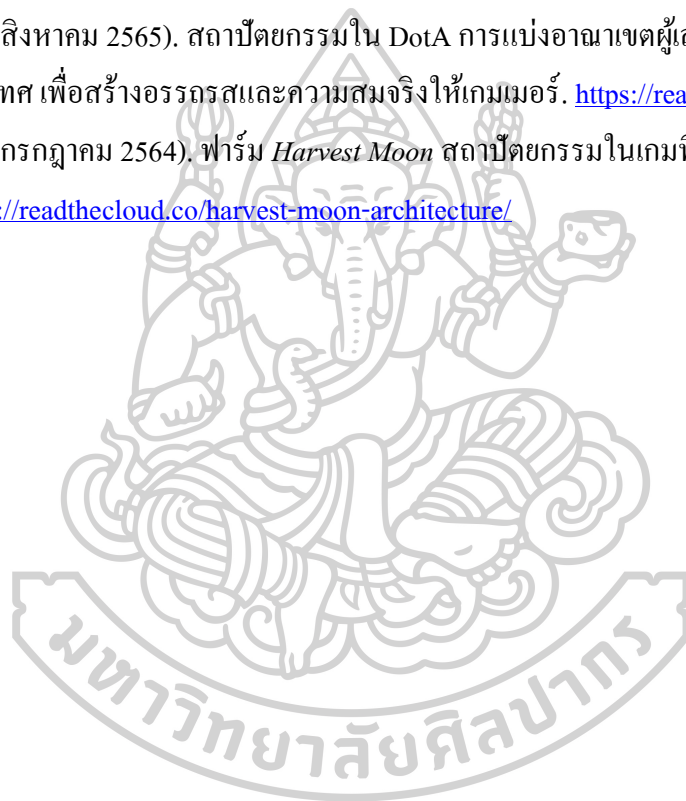 สิงหาคม 2565). สถาปัตยกรรมใน DotA การแบ่งอาณาเขตผู้เ
ทศ เพื่อสร้างอรรถรสและความสมจริงให้เกมเมอร์. https://rea
กรกฎาคม 2564). ฟาร์ม Harvest Moon สถาปัตยกรรมในเกมที
://readthecloud.co/harvest-moon-architecture/
มหาวิทยาลัยศิลปากร